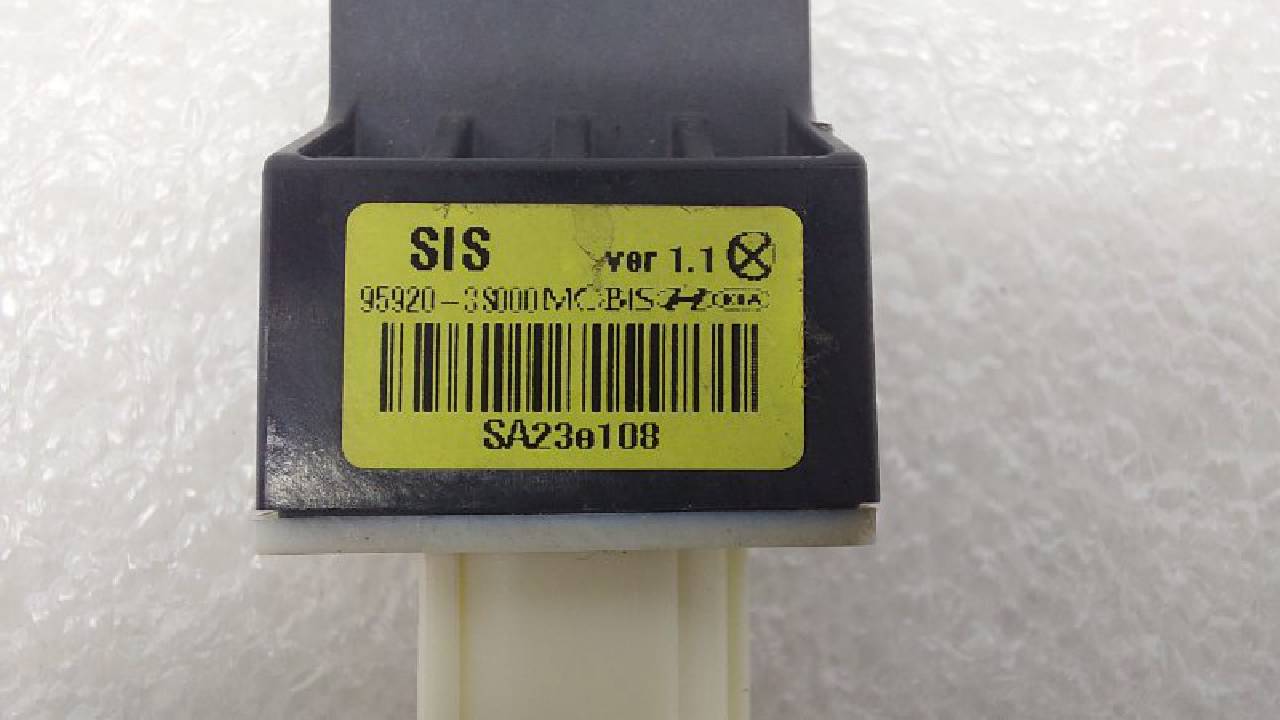 SIS ver 1.1
95920-3S000 MOBIS KIA
SA23e108